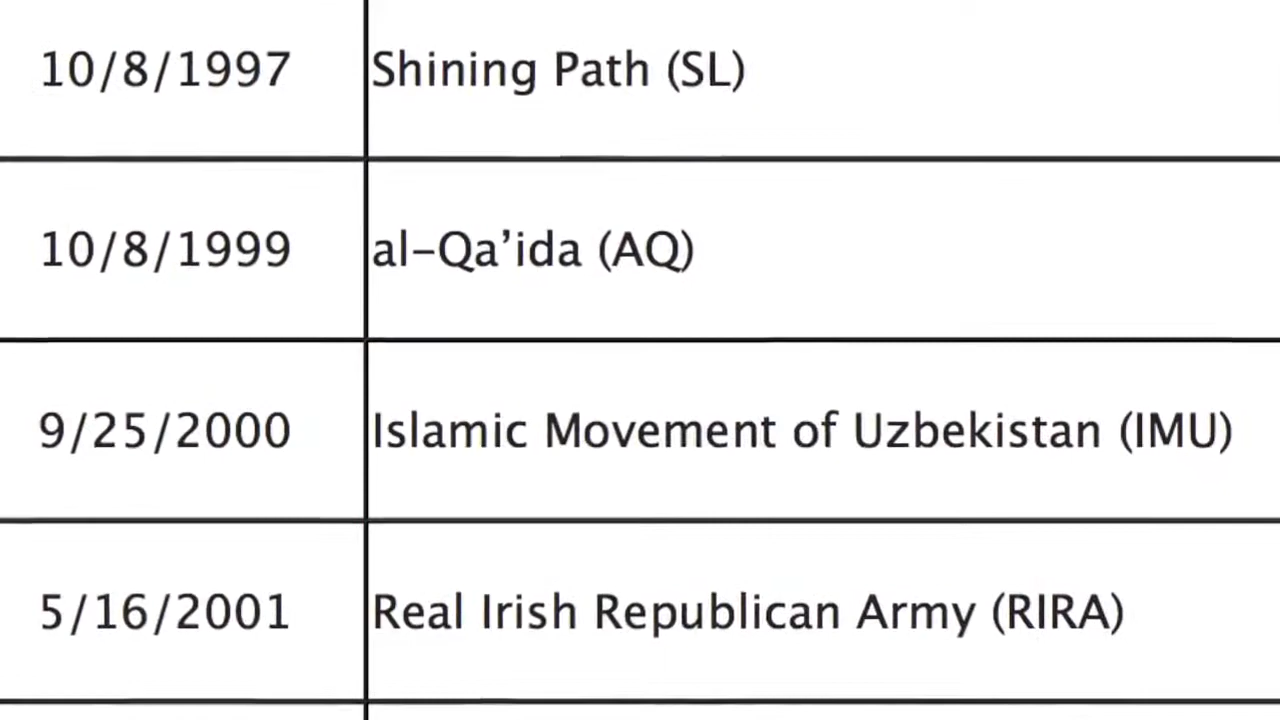 10/8/1997 Shining Path (SL)
10/8/1999 al-Qa’ida (AQ)
9/25/2000 Islamic Movement of Uzbekistan (IMU)
5/16/2001 Real Irish Republican Army (RIRA)